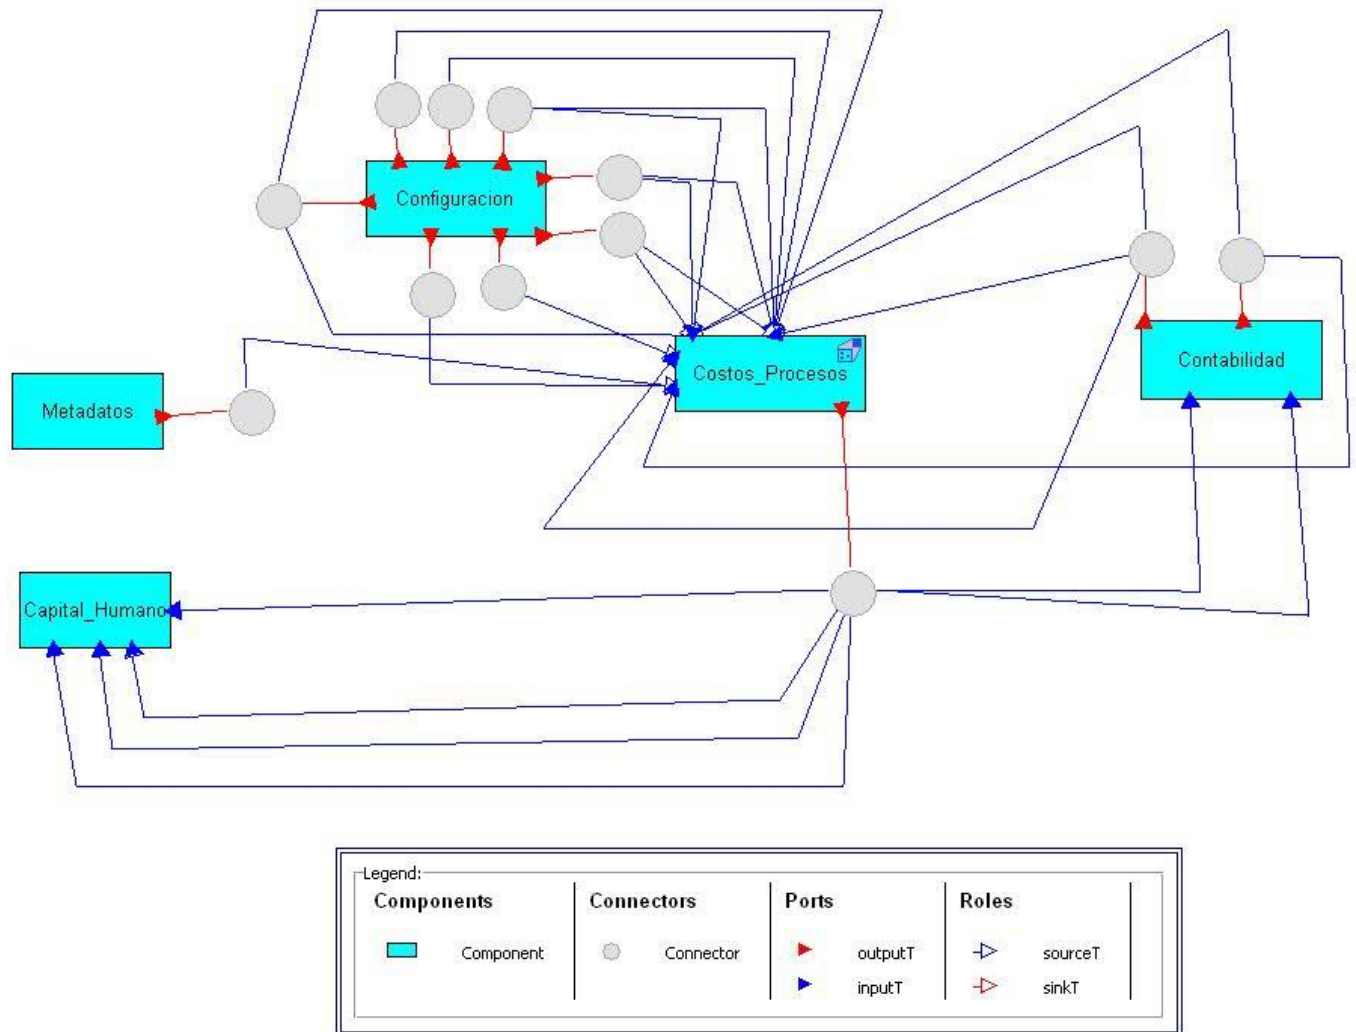 Configuracion
Costos_Procesos
Contabilidad
Metadatos
Capital_Humano
Legend:
Components
Connectors
Ports
Roles
Component
Connector
outputT
sourceT
inputT
sinkT